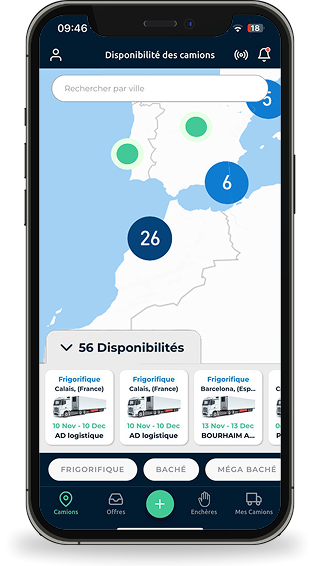 09:46
18
Disponibilité des camions
Rechercher par ville
5
6
26
56 Disponibilités
Frigorifique
Calais, (France)
10 Nov - 10 Dec
AD logistique
Frigorifique
Calais, (France)
10 Nov - 10 Dec
AD logistique
Frigorifique
Barcelona, (Esp...
13 Nov - 13 Dec
BOURHAIM A...
FRIGORIFIQUE
BACHÉ
MÉGA BACHÉ
Camions
Offres
Enchères
Mes Camions